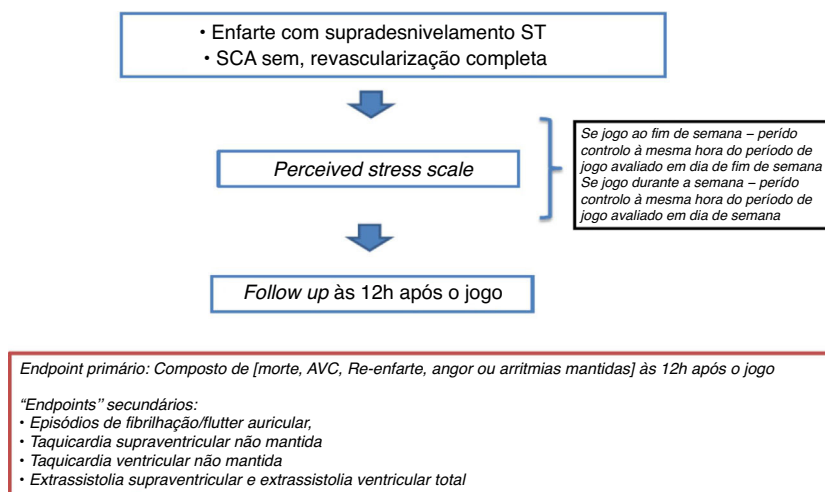 • Enfarte com supradesnivelamento ST
• SCA sem, revascularização completa
Perceived stress scale
Se jogo ao fim de semana – perído
controlo à mesma hora do período de
jogo avaliado em dia de fim de semana
Se jogo durante a semana – perído
controlo à mesma hora do período de
jogo avaliado em dia de semana
Follow up às 12h após o jogo
Endpoint primário: Composto de [morte, AVC, Re-enfarte, angor ou arritmias mantidas] às 12h após o jogo
“Endpoints” secundários:
• Episódios de fibrilhação/flutter auricular,
• Taquicardia supraventricular não mantida
• Taquicardia ventricular não mantida
• Extrassistolia supraventricular e extrassistolia ventricular total